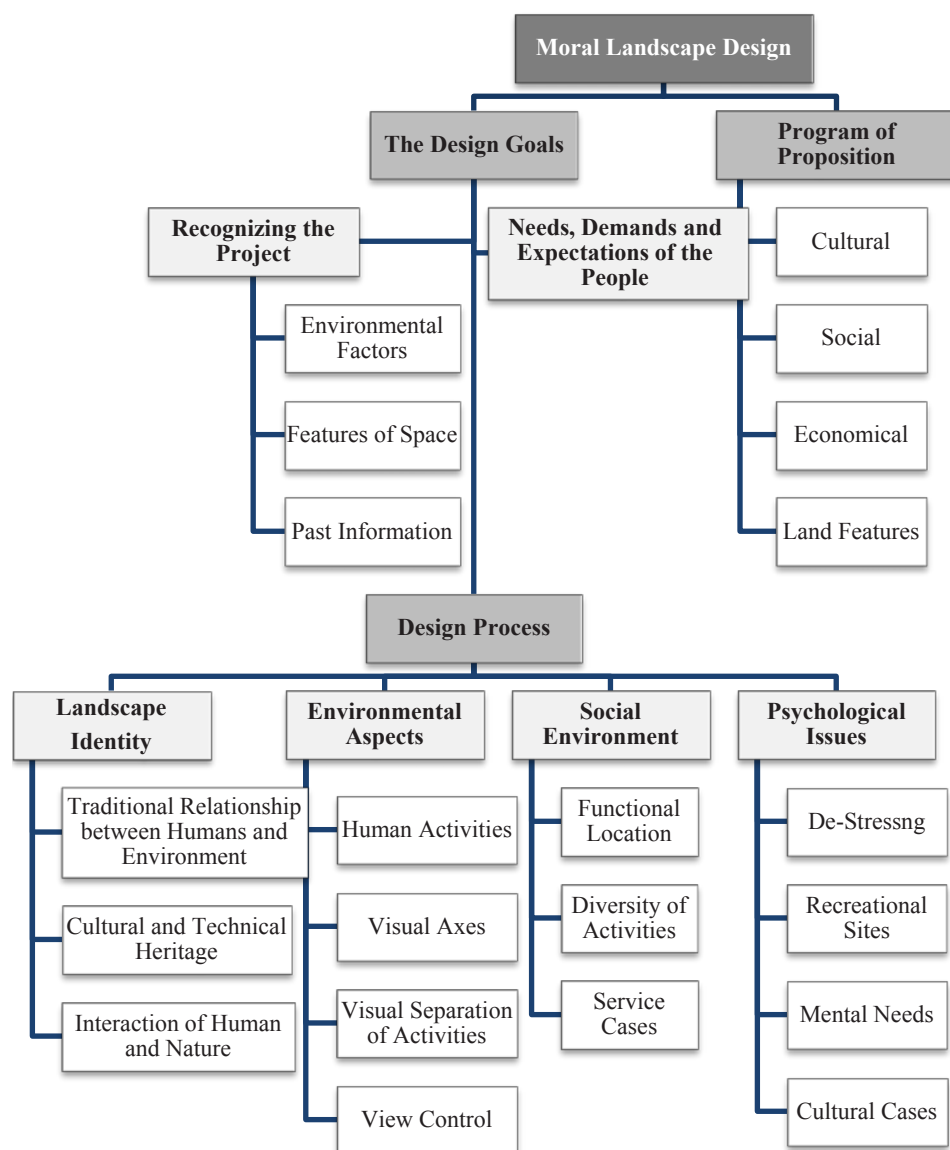 Moral Landscape Design
The Design Goals
Program of
Proposition
Recognizing the
Project
Needs, Demands and
Expectations of the
People
Cultural
Environmental
Factors
Social
Features of Space
Economical
Past Information
Land Features
Design Process
Landscape
Identity
Environmental
Aspects
Social
Environment
Psychological
Issues
Traditional Relationship
between Humans and
Environment
Cultural and Technical
Heritage
Interaction of Human
and Nature
Human Activities
Visual Axes
Visual Separation
of Activities
View Control
Functional
Location
Diversity of
Activities
Service
Cases
De-Stressng
Recreational
Sites
Mental Needs
Cultural Cases